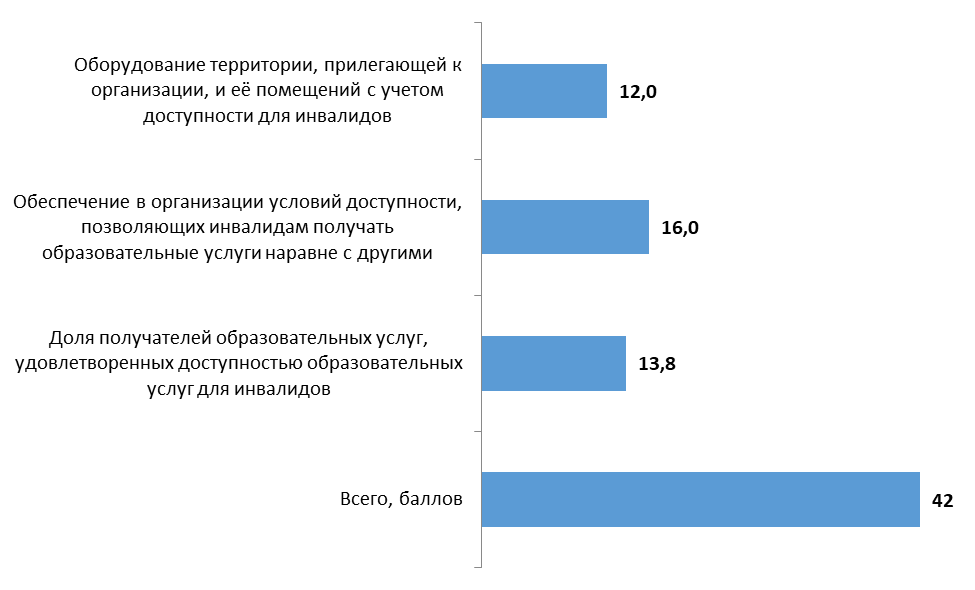 Оборудование территории, прилегающей к
организации, и её помещений с учетом
доступности для инвалидов
12,0
Обеспечение в организации условий доступности,
позволяющих инвалидам получать
образовательные услуги наравне с другими
16,0
Доля получателей образовательных услуг,
удовлетворенных доступностью образовательных
услуг для инвалидов
13,8
Всего, баллов
42